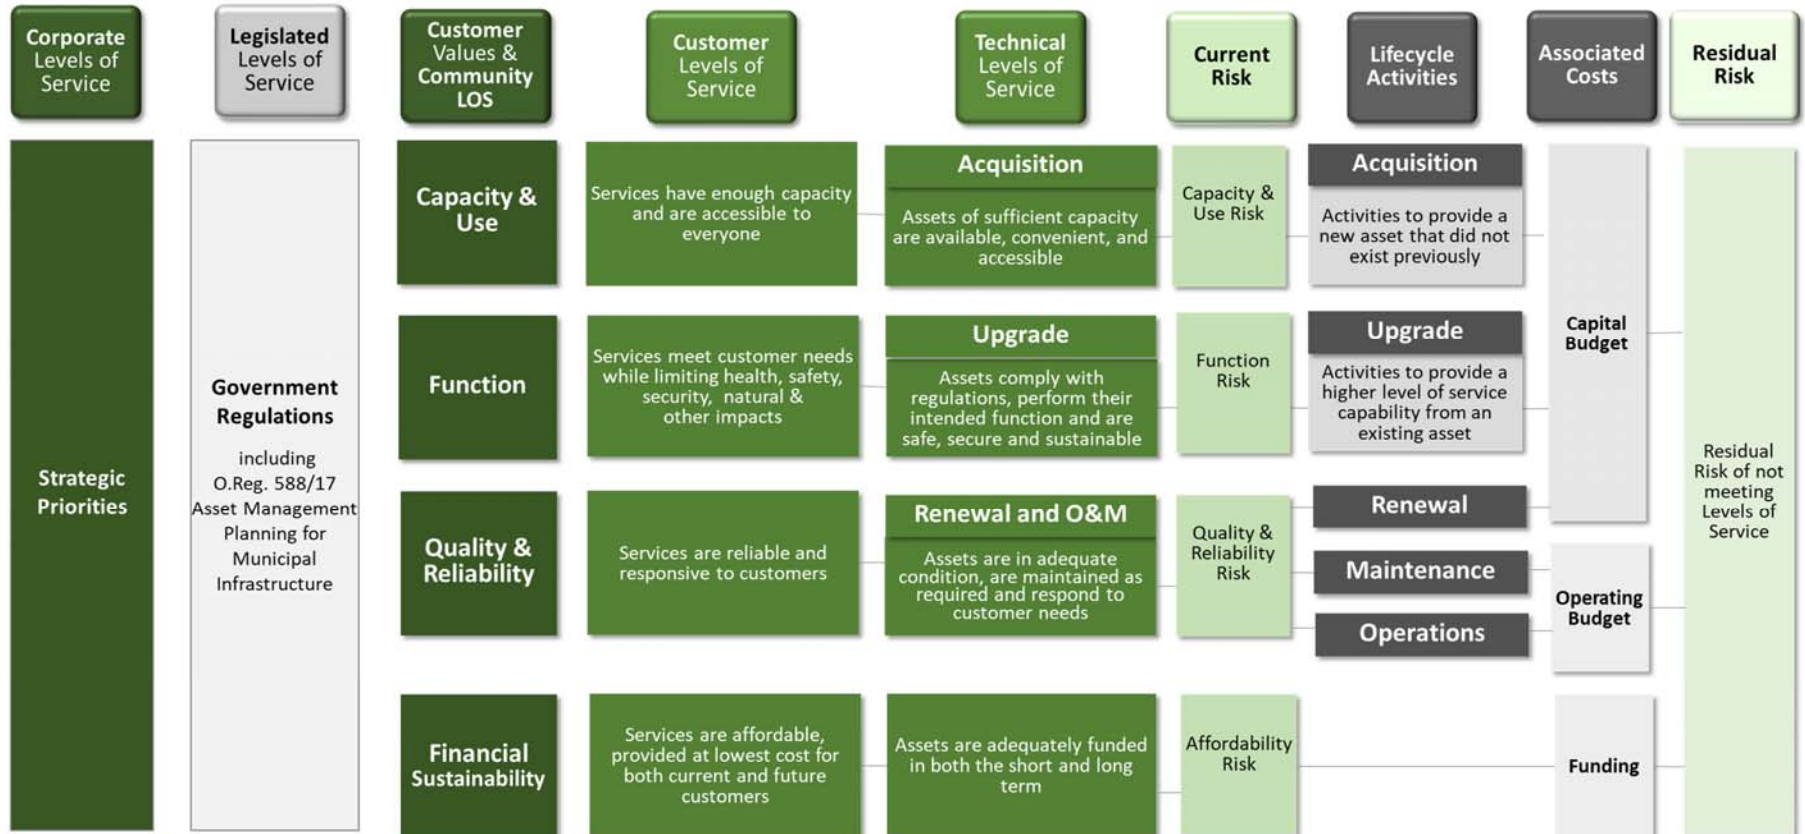 Corporate
Levels of
Service
Legislated
Levels of
Service
Customer
Values &
Community
LOS
Customer
Levels of
Service
Technical
Levels of
Service
Current
Risk
Lifecycle
Activities
Associated
Costs
Residual
Risk
Strategic
Priorities
Government
Regulations
including
O.Reg. 588/17
Asset Management
Planning for
Municipal
Infrastructure
Capacity &
Use
Services have enough capacity
and are accessible to
everyone
Acquisition
Assets of sufficient capacity
are available, convenient, and
accessible
Capacity &
Use Risk
Acquisition
Activities to provide a
new asset that did not
exist previously
Function
Services meet customer needs
while limiting health, safety,
security, natural &
other impacts
Upgrade
Assets comply with
regulations, perform their
intended function and are
safe, secure and sustainable
Function
Risk
Upgrade
Activities to provide a
higher level of service
capability from an
existing asset
Capital
Budget
Quality &
Reliability
Services are reliable and
responsive to customers
Renewal and O&M
Assets are in adequate
condition, are maintained as
required and respond to
customer needs
Quality &
Reliability
Risk
Renewal
Maintenance
Operations
Operating
Budget
Financial
Sustainability
Services are affordable,
provided at lowest cost for
both current and future
customers
Assets are adequately funded
in both the short and long
term
Affordability
Risk
Funding
Residual
Risk of not
meeting
Levels of
Service